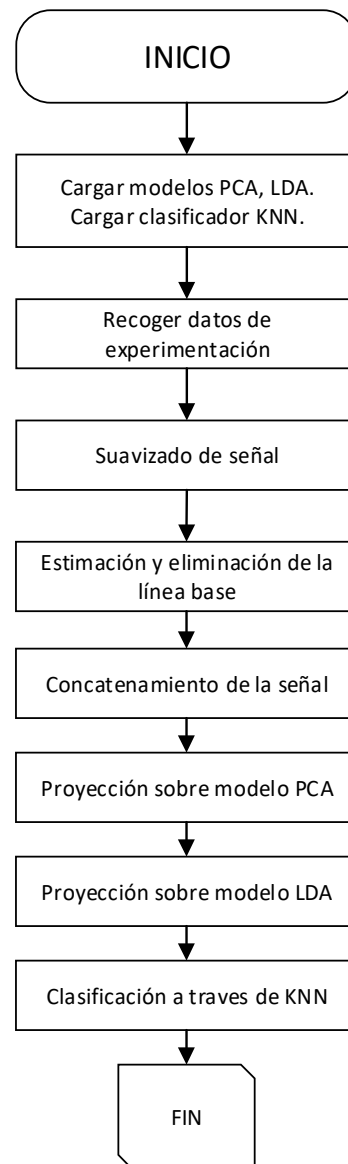 INICIO
Cargar modelos PCA, LDA.
Cargar clasificador KNN.
Recoger datos de
experimentación
Suavizado de señal
Estimación y eliminación de la
línea base
Concatenamiento de la señal
Proyección sobre modelo PCA
Proyección sobre modelo LDA
Clasificación a traves de KNN
FIN